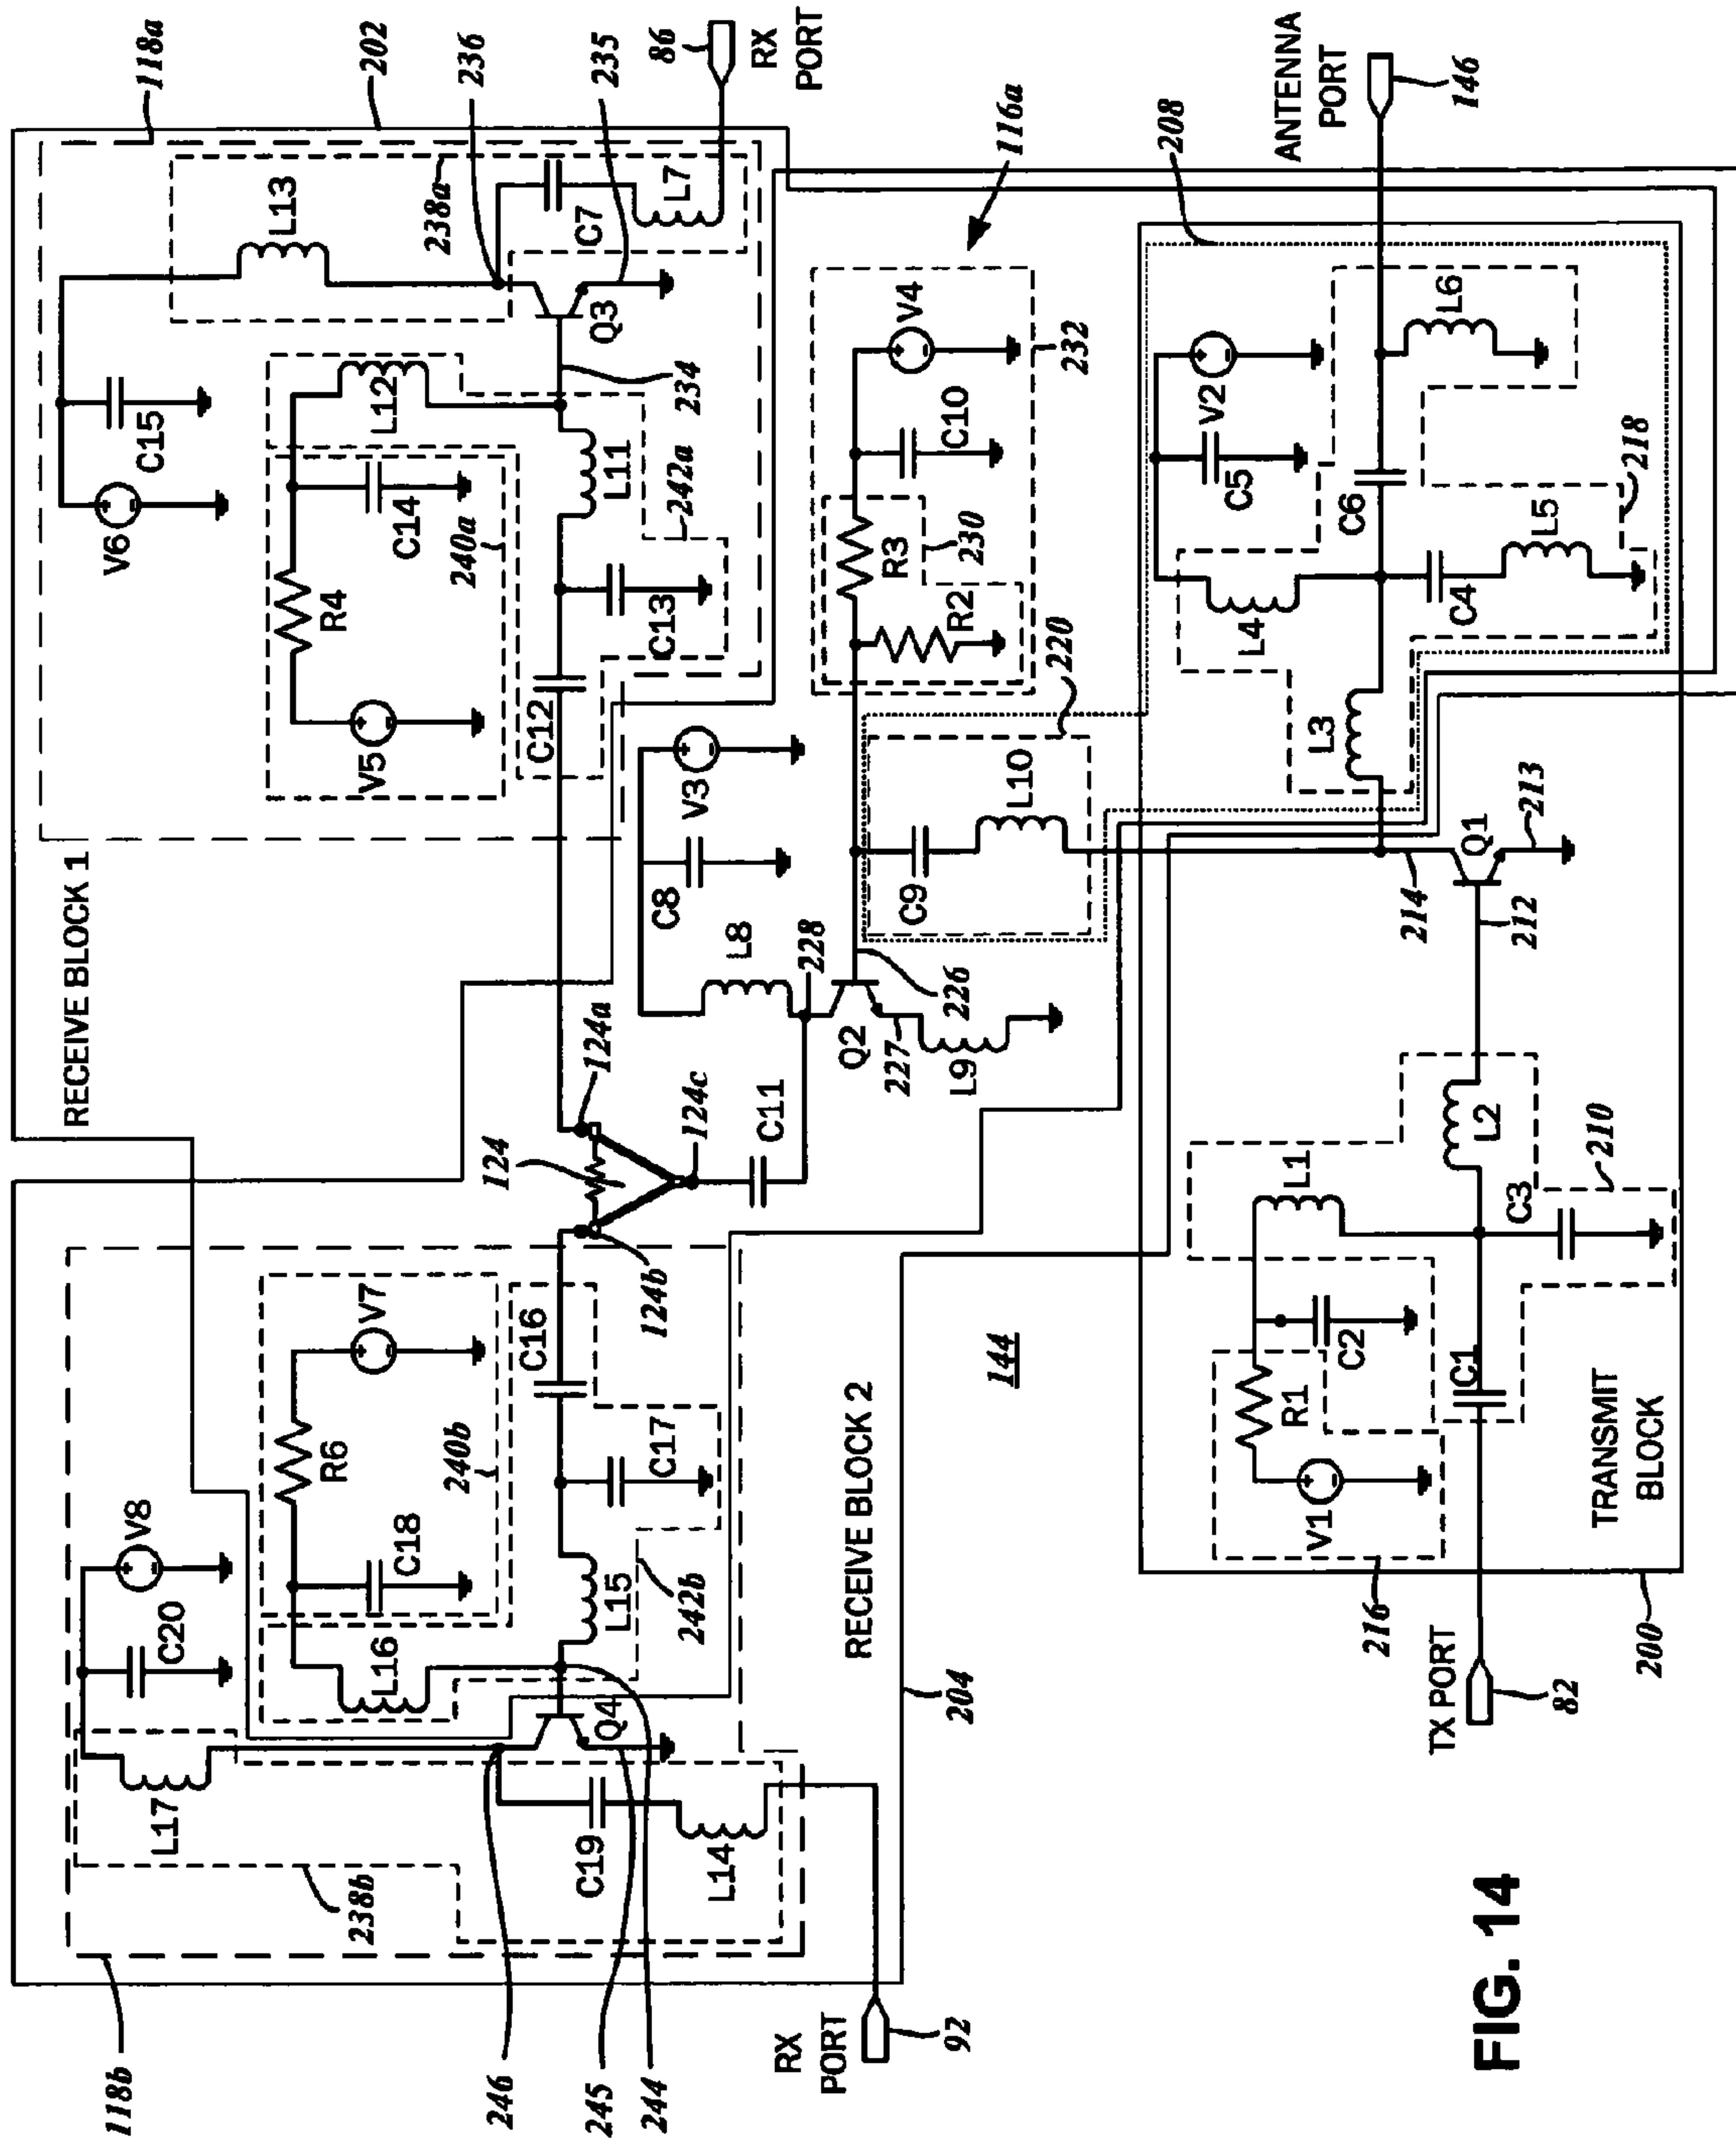 118a
202
236
86
RX
PORT
235
L13
238a
C7
L7
C15
V6
L12
Q3
234
C14
240a
R4
L11
242a
V5
C12
C13
RECEIVE BLOCK 1
116a
V4
232
C10
R3
230
R2
220
V3
C8
L8
228
L10
C9
226
Q2
227
L9
124a
124
124c
C11
124b
ANTENNA
PORT
146
208
L6
V2
C5
C6
218
L5
L4
C4
L3
Q1
213
214
212
L2
L1
210
C3
C2
C1
R1
V1
TRANSMIT
BLOCK
216
TX PORT
82
200
144
V7
C16
R6
240b
C17
V8
C18
L15
242b
C20
L16
RECEIVE BLOCK 2
204
Q4
L17
C19
L14
238b
118b
246
245
244
RX
PORT
92
FIG. 14